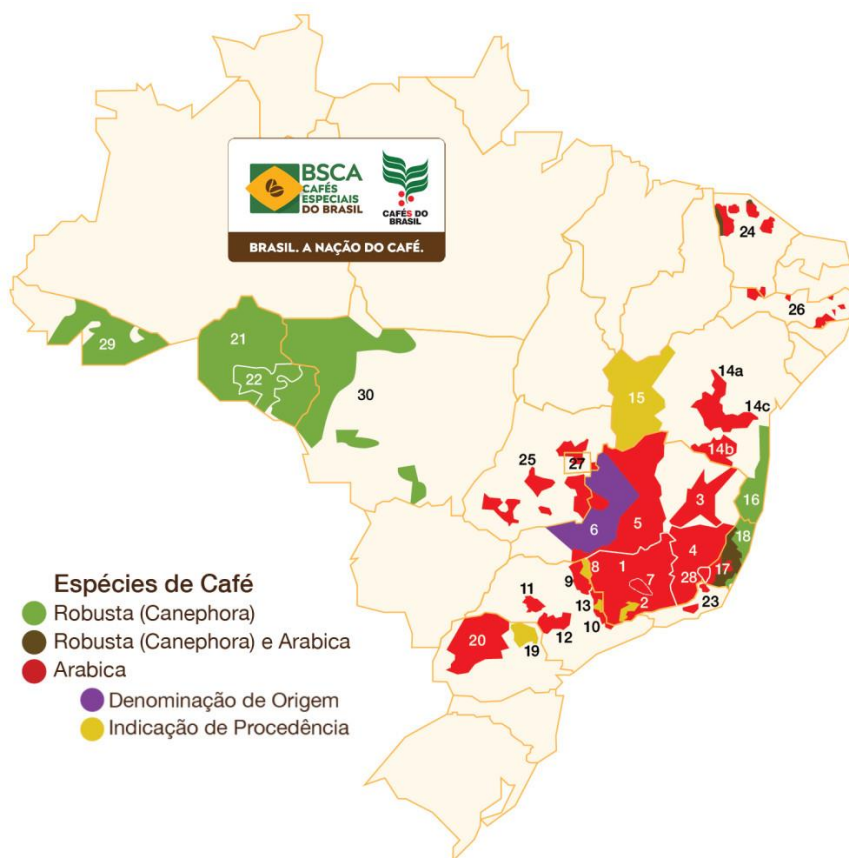 BSCA
CAFÉS
ESPECIAIS
DO BRASIL
CAFÉS DO
BRASIL
BRASIL. A NAÇÃO DO CAFÉ.
24
26
29
21
22
30
15
14a
14c
14b
25
27
3
16
5
6
18
4
1
8
9
7
28
17
2
23
11
13
10
12
20
19
Espécies de Café
Robusta (Canephora)
Robusta (Canephora) e Arabica
Arabica
Denominação de Origem
Indicação de Procedência